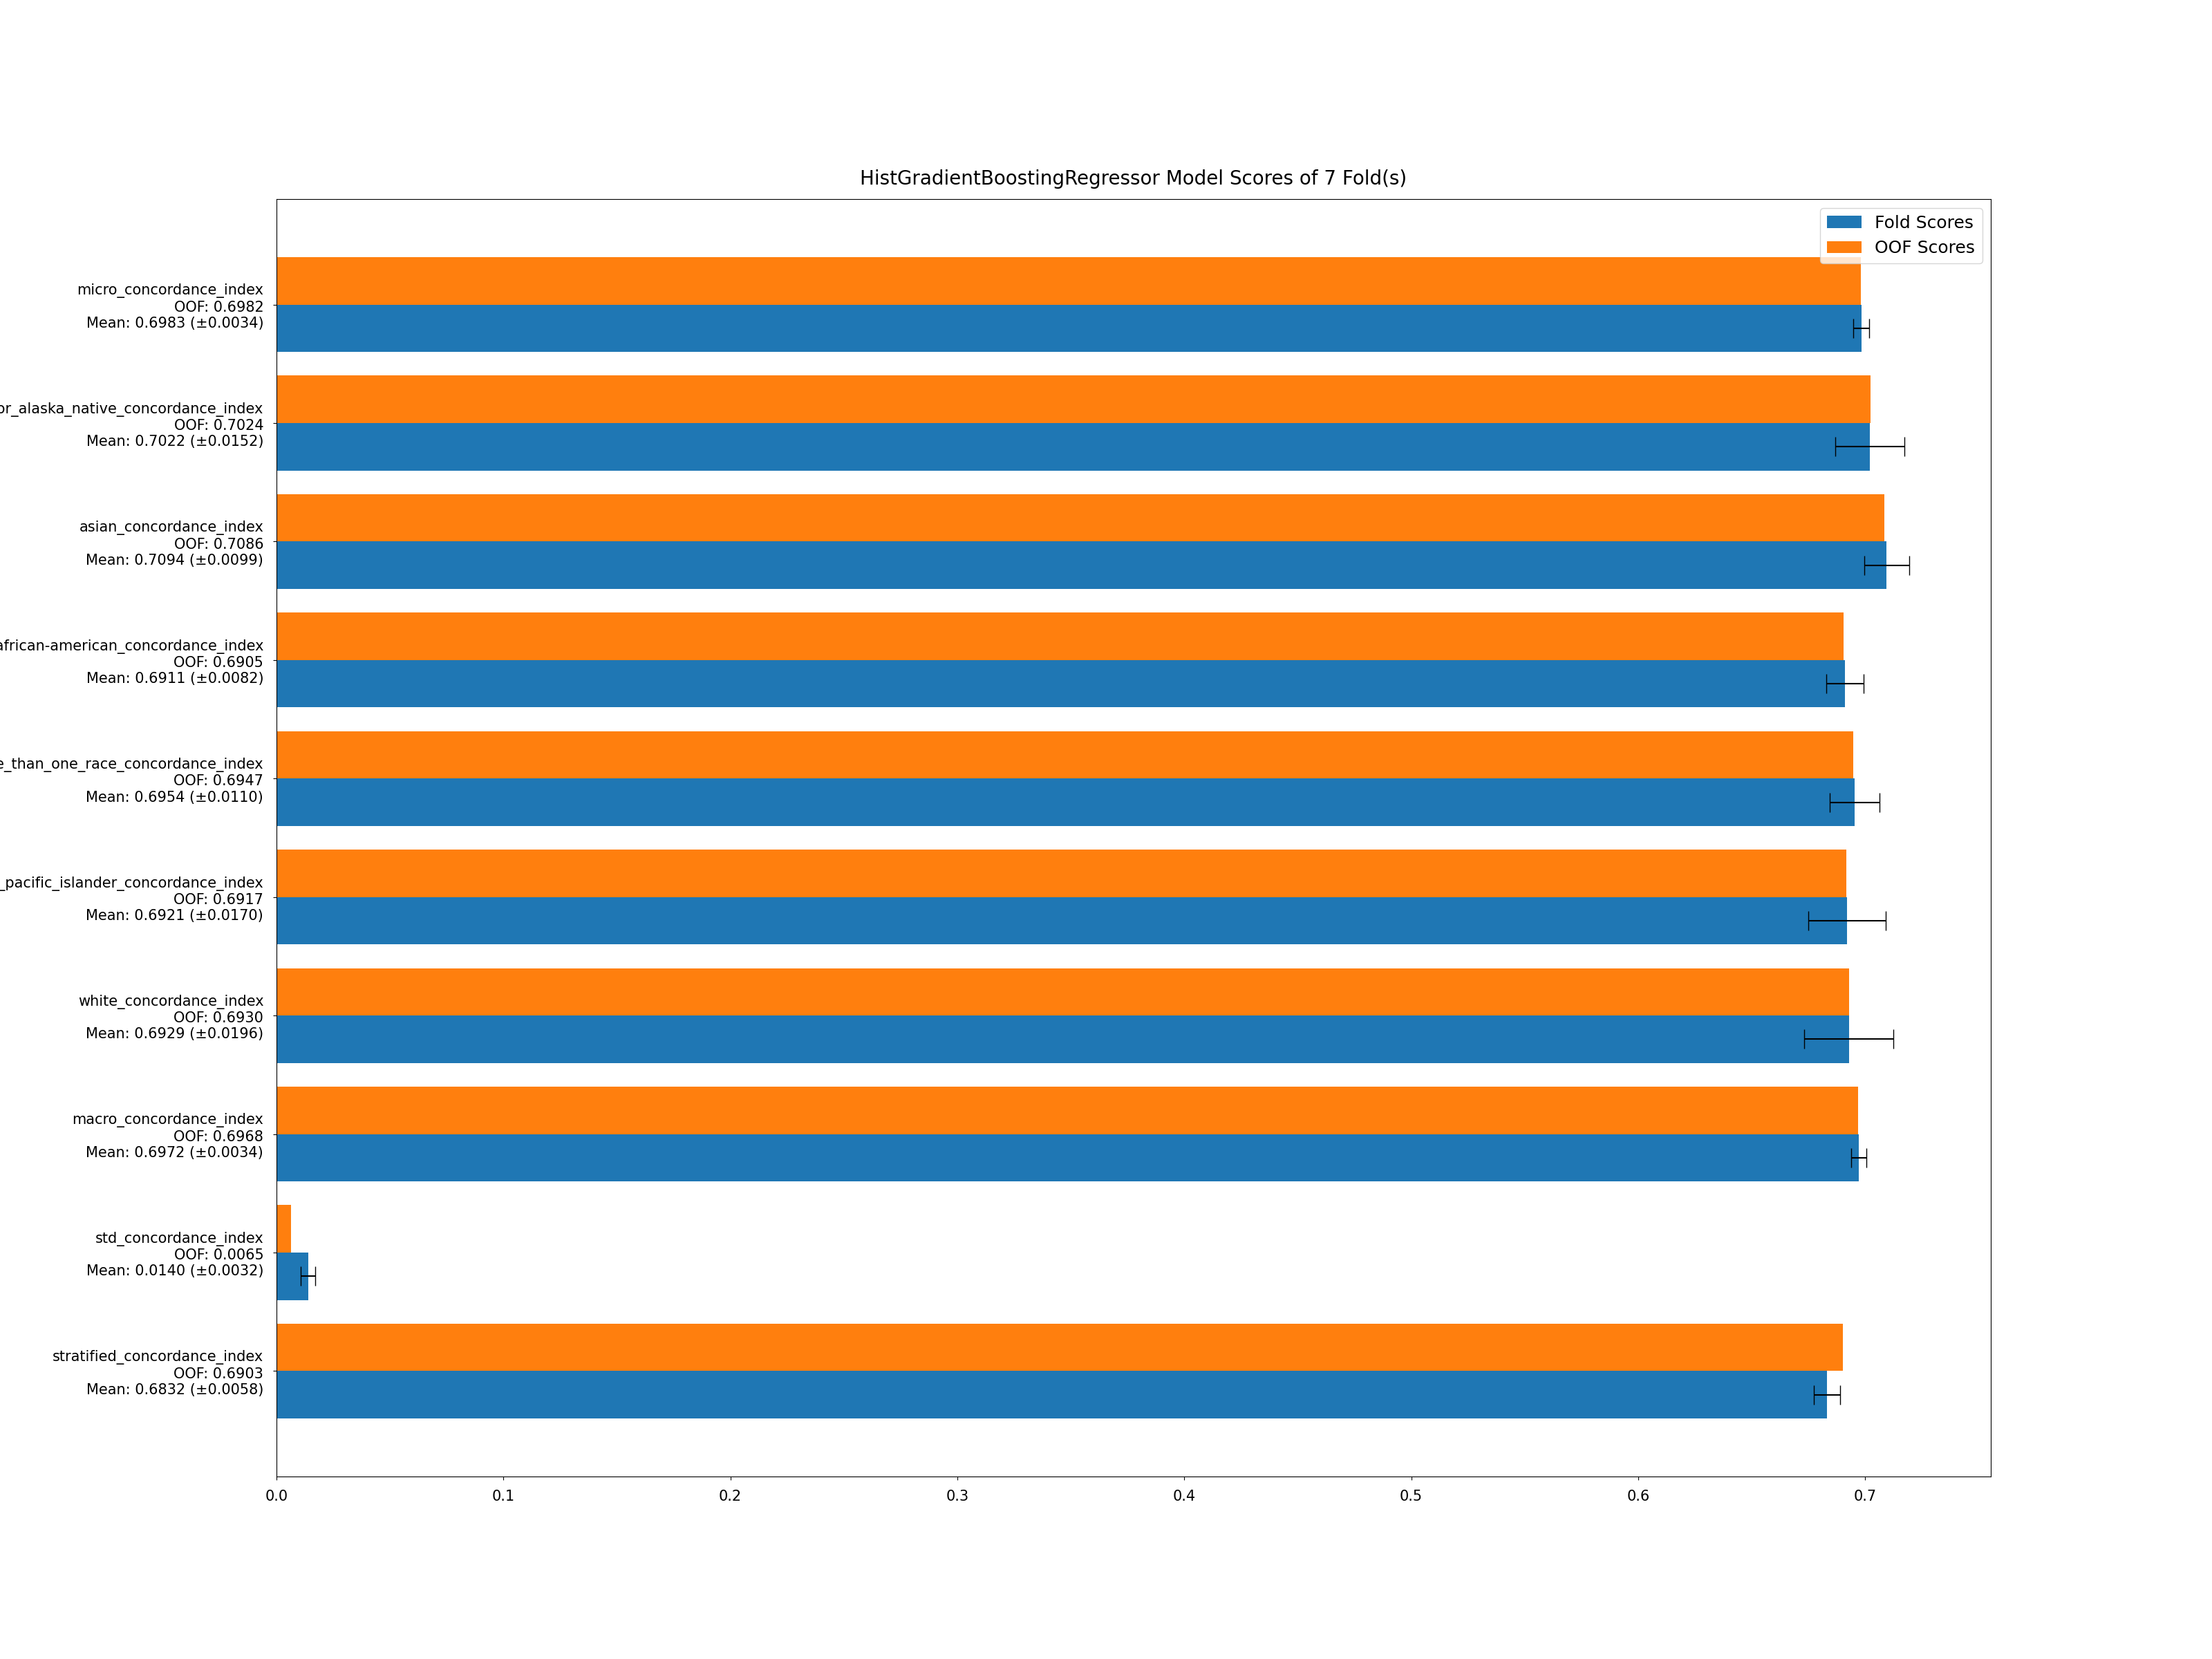 HistGradientBoostingRegressor Model Scores of 7 Fold(s)
Fold Scores
OOF Scores
micro_concordance_index
OOF: 0.6982
Mean: 0.6983 (±0.0034)
or_alaska_native_concordance_index
OOF: 0.7024
Mean: 0.7022 (±0.0152)
asian_concordance_index
OOF: 0.7086
Mean: 0.7094 (±0.0099)
african-american_concordance_index
OOF: 0.6905
Mean: 0.6911 (±0.0082)
e_than_one_race_concordance_index
OOF: 0.6947
Mean: 0.6954 (±0.0110)
_pacific_islander_concordance_index
OOF: 0.6917
Mean: 0.6921 (±0.0170)
white_concordance_index
OOF: 0.6930
Mean: 0.6929 (±0.0196)
macro_concordance_index
OOF: 0.6968
Mean: 0.6972 (±0.0034)
std_concordance_index
OOF: 0.0065
Mean: 0.0140 (±0.0032)
stratified_concordance_index
OOF: 0.6903
Mean: 0.6832 (±0.0058)
0.0 0.1 0.2 0.3 0.4 0.5 0.6 0.7